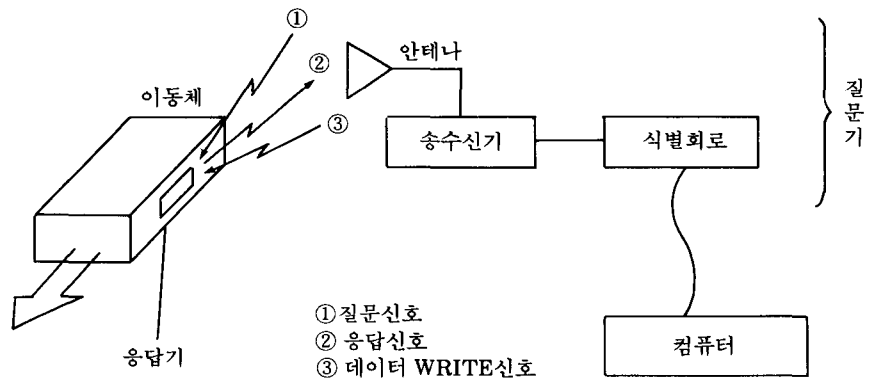 ①
②
③
안테나
이동체
송수신기
식별회로
질문기
응답기
컴퓨터
① 질문신호
② 응답신호
③ 데이터 WRITE신호